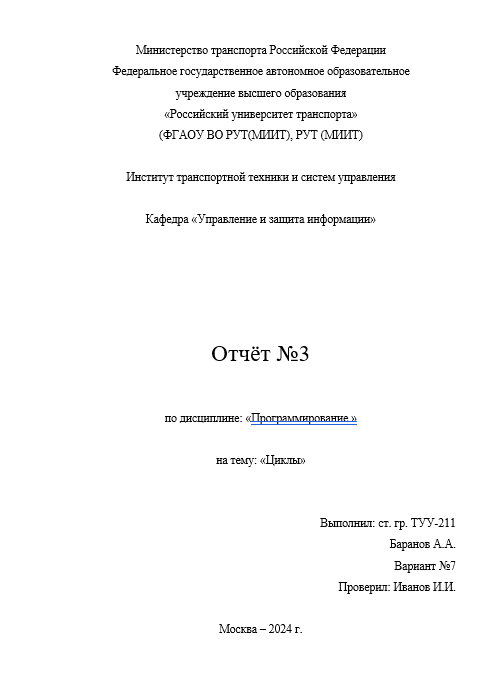 Министерство транспорта Российской Федерации
Федеральное государственное автономное образовательное
учреждение высшего образования
«Российский университет транспорта»
(ФГАОУ ВО РУТ(МИИТ), РУТ (МИИТ)
Институт транспортной техники и систем управления
Кафедра «Управление и защита информации»
Отчёт №3
по дисциплине: «Программирование.»
на тему: «Циклы»
Выполнил: ст. гр. ТУУ-211
Баранов А.А.
Вариант №7
Проверил: Иванов И.И.
Москва – 2024 г.